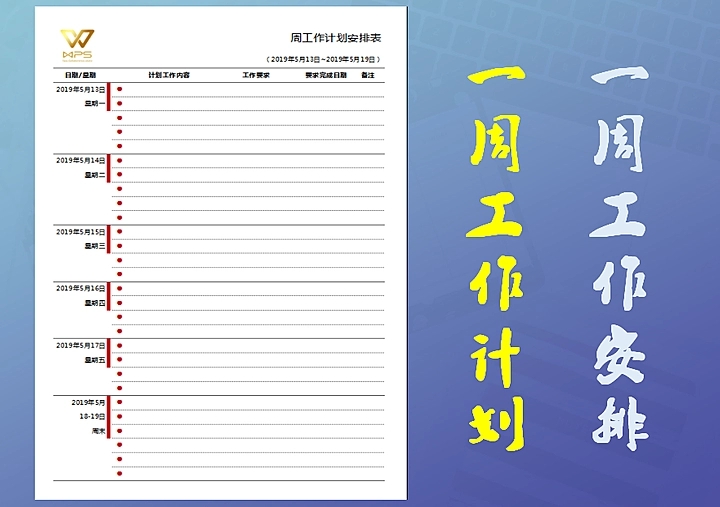 WPS
周工作计划安排表
（2019年5月13日~2019年5月19日）
日期/星期 计划工作内容 工作要求 要求完成日期 备注
2019年5月13日
星期一
2019年5月14日
星期二
2019年5月15日
星期三
2019年5月16日
星期四
2019年5月17日
星期五
2019年5月
18-19日
周末
一周工作计划
一周工作安排